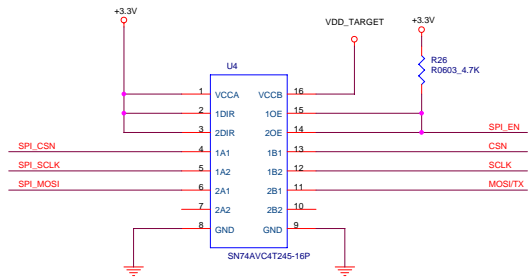 +3.3V
VDD_TARGET
+3.3V
U4
R26
R0603_4.7K
1 VCCA VCCB 16
2 1DIR 1OE 15
3 2DIR 2OE 14 SPI_EN
SPI_CSN 4 1A1 1B1 13 CSN
SPI_SCLK 5 1A2 1B2 12 SCLK
SPI_MOSI 6 2A1 2B1 11 MOSI/TX
7 2A2 2B2 10
8 GND GND 9
SN74AVC4T245-16P